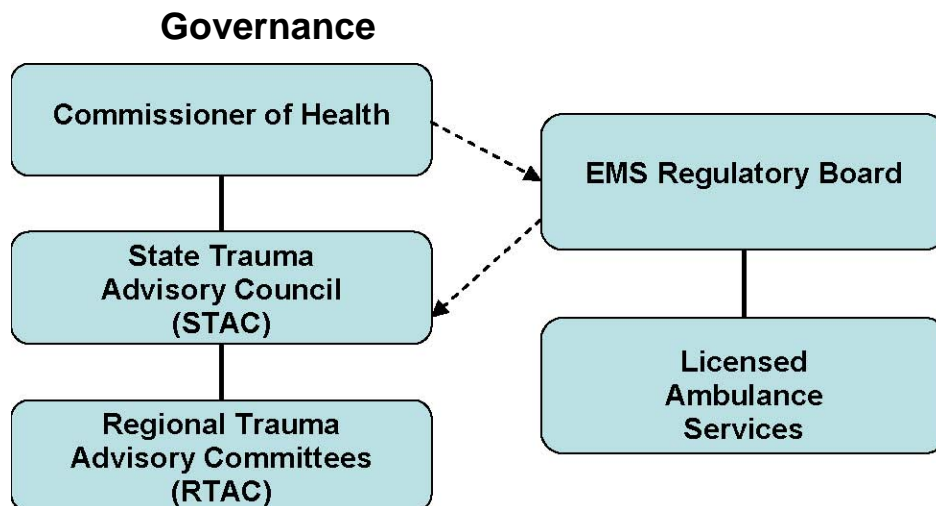 Governance
Commissioner of Health
EMS Regulatory Board
State Trauma
Advisory Council
(STAC)
Licensed
Ambulance
Services
Regional Trauma
Advisory Committees
(RTAC)